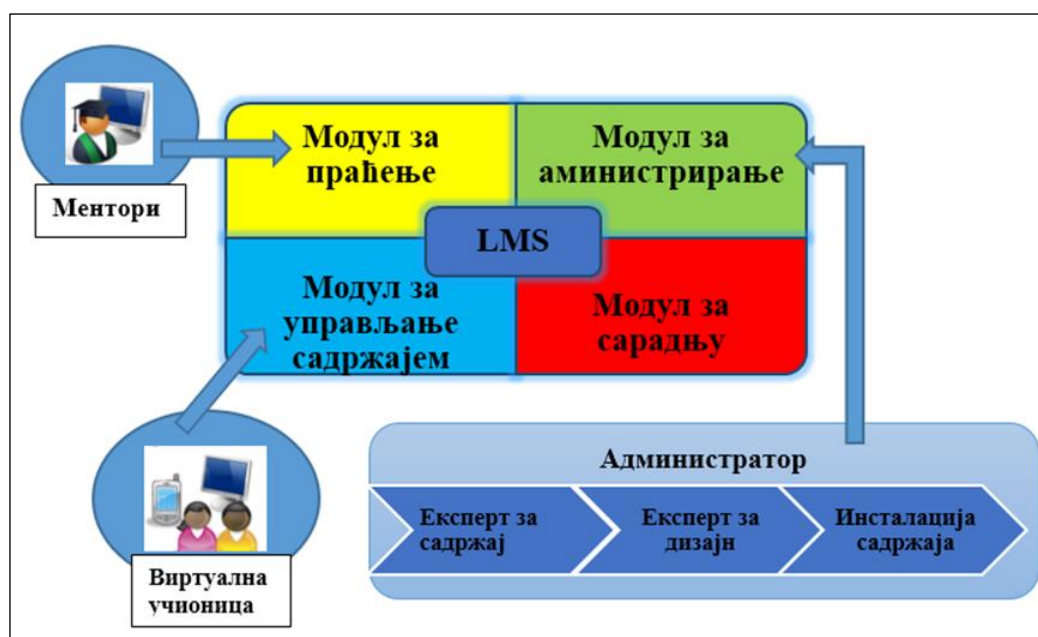 Модул за
праћење
Модул за
аминистрирање
Ментори
LMS
Модул за
управљање
садржајем
Модул за
сарадњу
Администратор
Експерт за
садржај
Експерт за
дизајн
Инсталација
садржаја
Виртуална
учионица